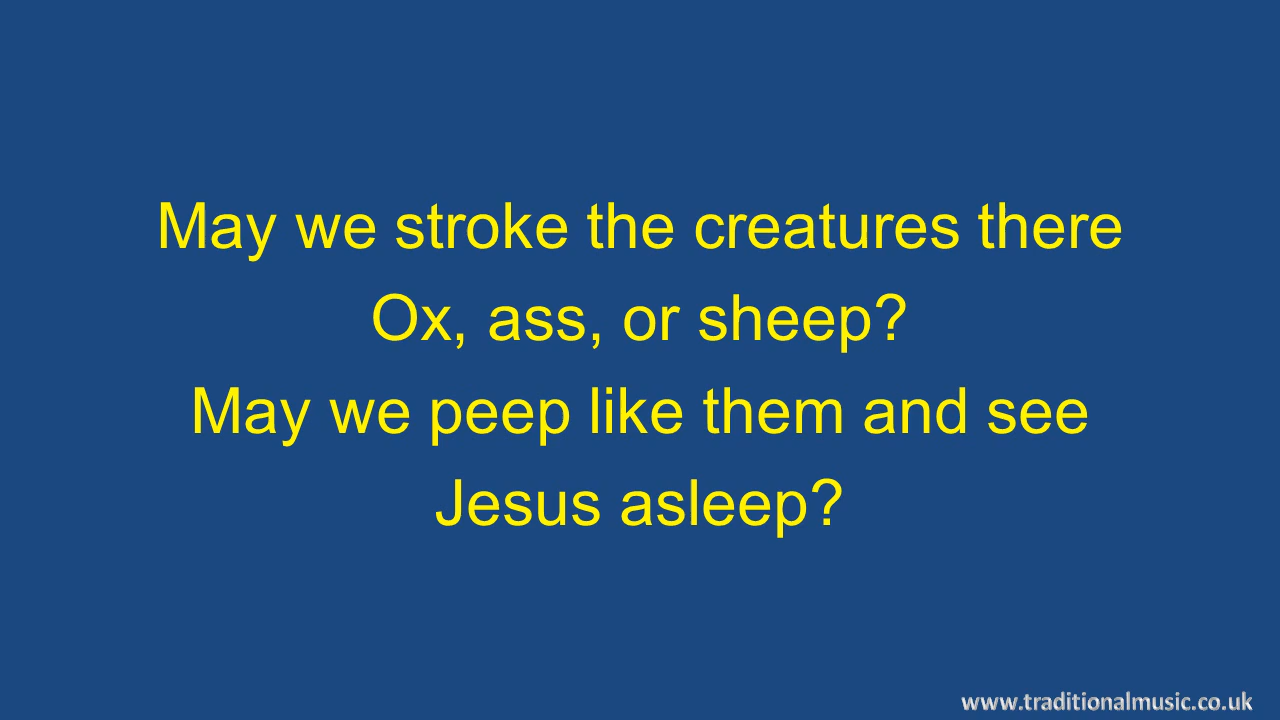 May we stroke the creatures there
Ox, ass, or sheep?
May we peep like them and see
Jesus asleep?
www.traditionalmusic.co.uk